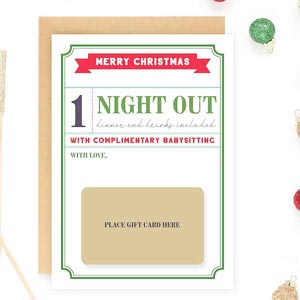 MERRY CHRISTMAS
1 NIGHT OUT
dinner and drinks included
WITH COMPLIMENTARY BABYSITTING
WITH LOVE,
PLACE GIFT CARD HERE